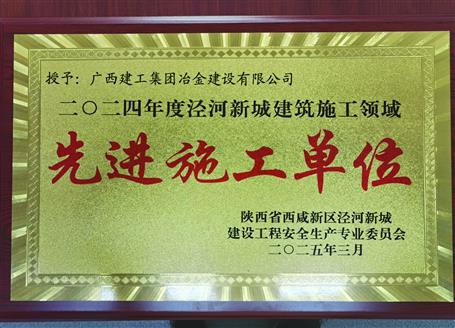 授予：广西建工集团冶金建设有限公司
二〇二四年度泾河新城建筑施工领域
先进施工单位
陕西省西咸新区泾河新城
建设工程安全生产专业委员会
二〇二五年三月